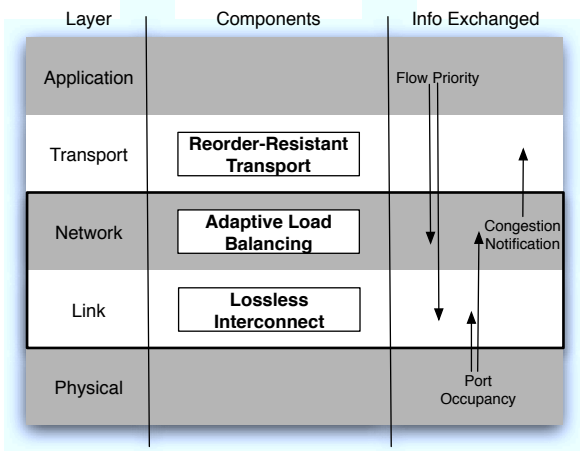 Layer Components Info Exchanged
Application
Flow Priority
Transport
Reorder-Resistant
Transport
Network
Adaptive Load
Balancing
Congestion
Notification
Link
Lossless
Interconnect
Physical
Port
Occupancy